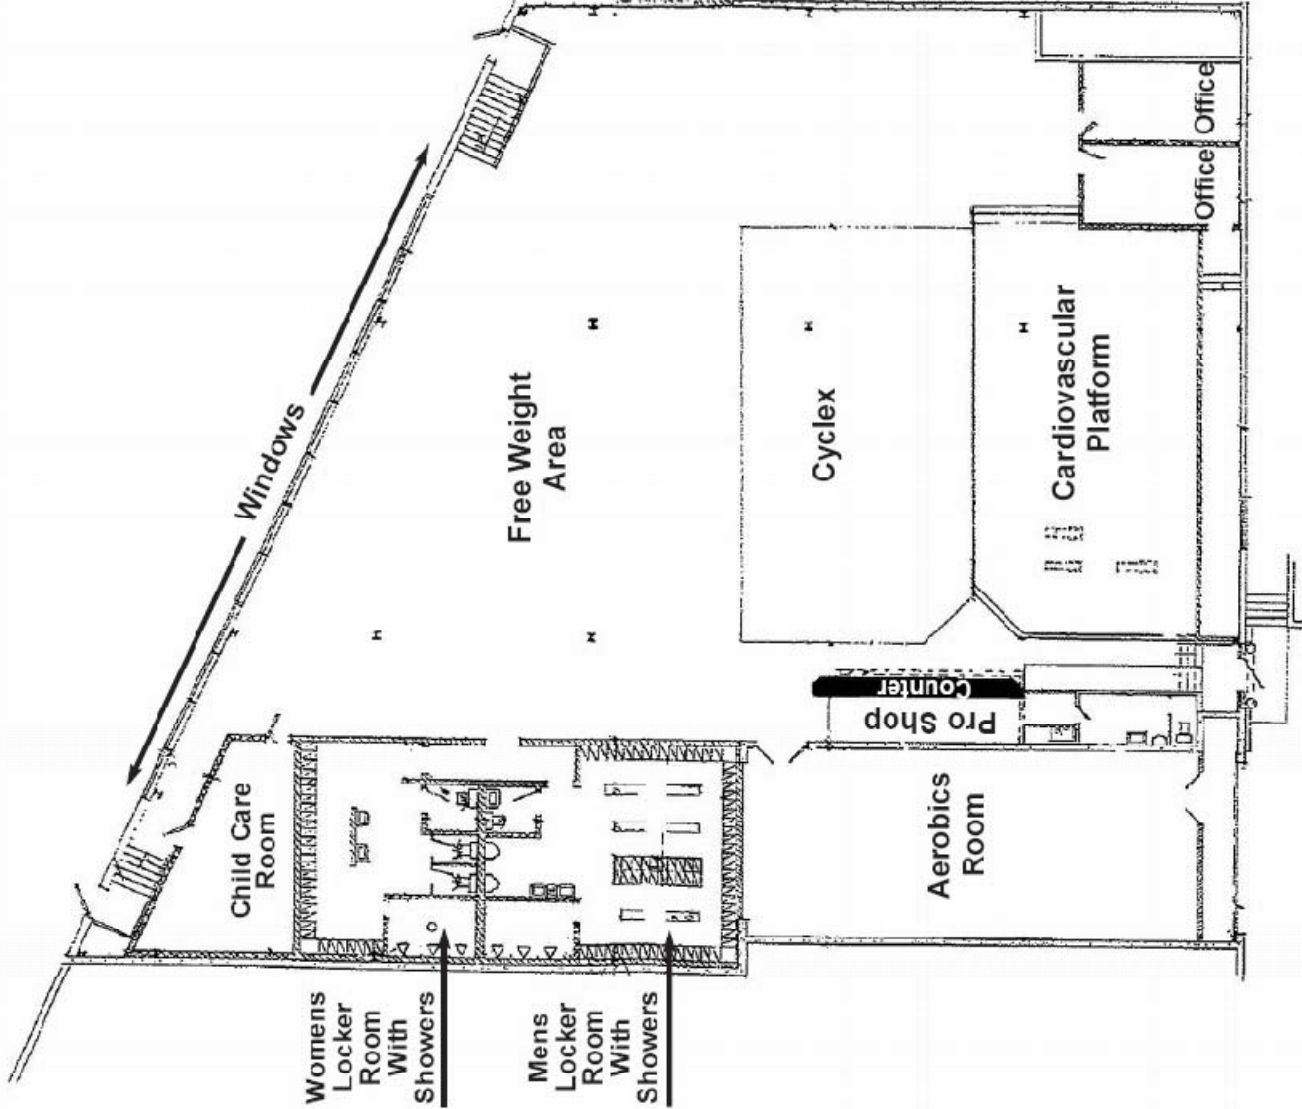 Windows
Free Weight
Area
Cyclex
Cardiovascular
Platform
Office
Office
Counter
Pro Shop
Child Care
Room
Aerobics
Room
Womens
Locker
Room
With
Showers
Mens
Locker
Room
With
Showers